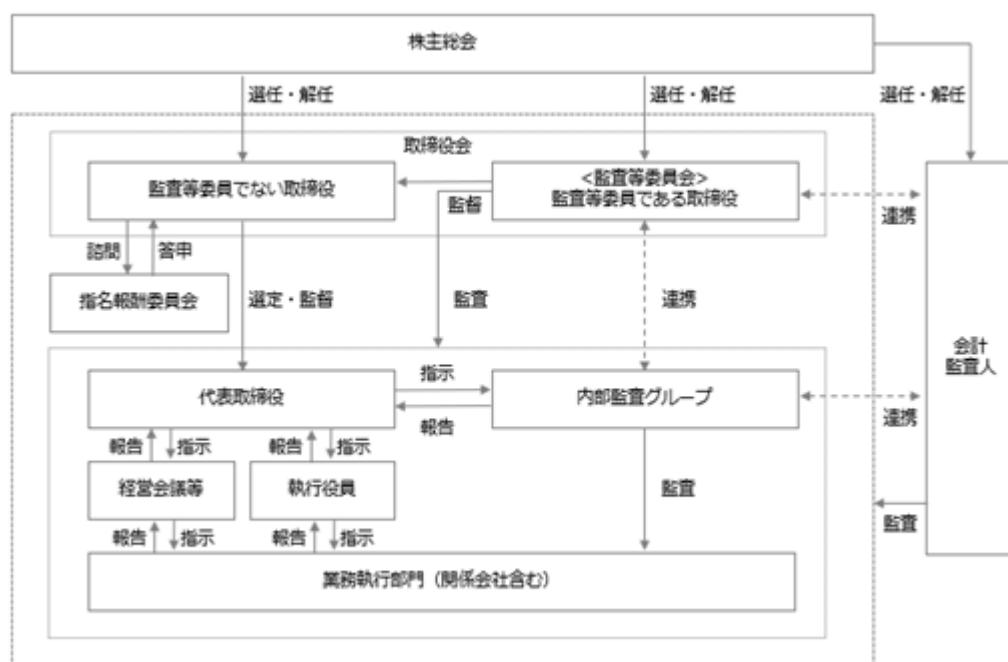 株主総会
選任・解任
選任・解任
選任・解任
取締役会
監査等委員でない取締役
<監査等委員会>
監査等委員である取締役
監督
連携
諮問
答申
指名報酬委員会
選定・監督
監査
連携
会計
監査人
代表取締役
指示
報告
内部監査グループ
連携
報告
指示
報告
指示
経営会議等
執行役員
監査
監査
報告
指示
報告
指示
業務執行部門（関係会社含む）